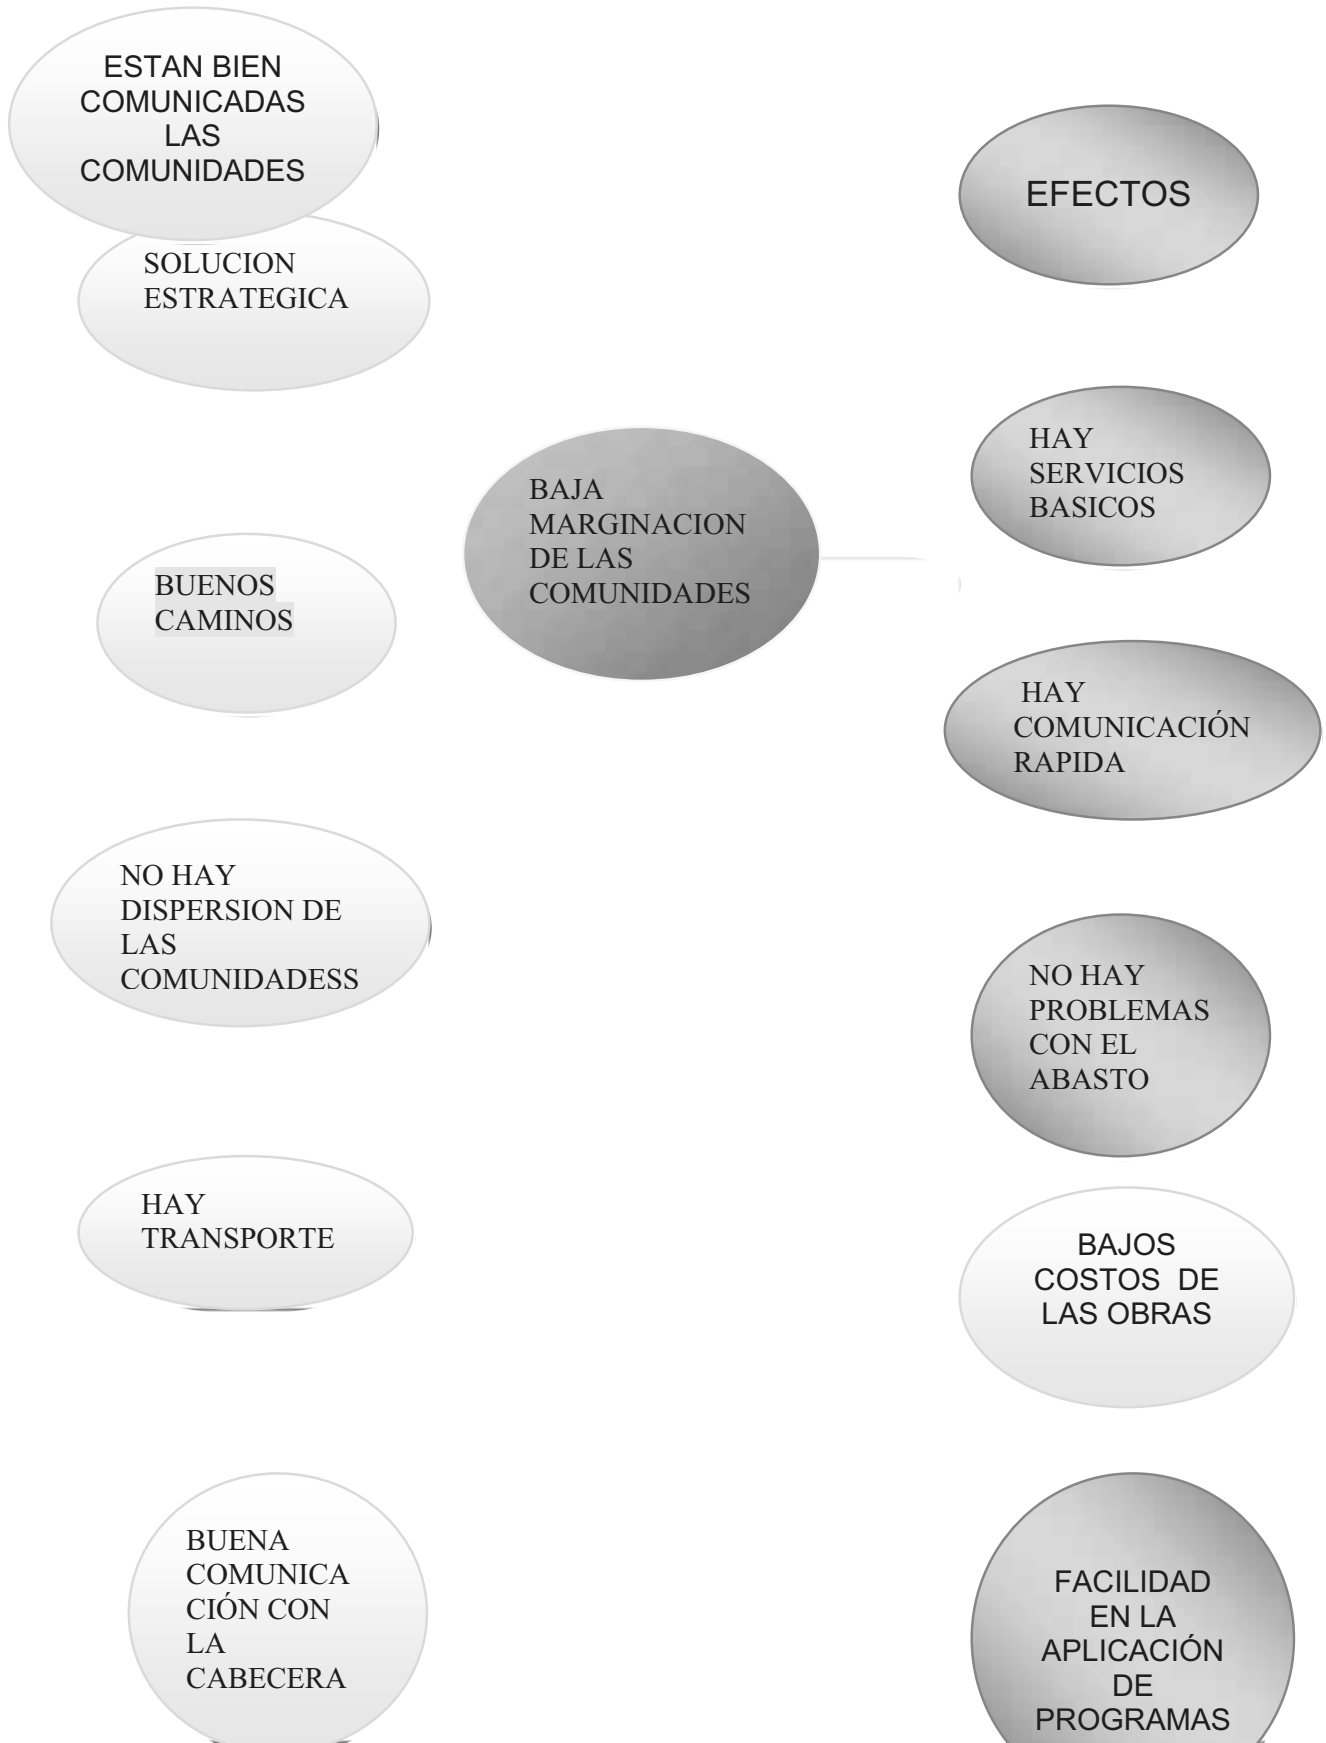 ESTAN BIEN
COMUNICADAS
LAS
COMUNIDADES
SOLUCION
ESTRATEGICA
BUENOS
CAMINOS
NO HAY
DISPERSION DE
LAS
COMUNIDADESS
HAY
TRANSPORTE
BUENA
COMUNICA
CIÓN CON
LA
CABECERA
BAJA
MARGINACION
DE LAS
COMUNIDADES
EFECTOS
HAY
SERVICIOS
BASICOS
HAY
COMUNICACIÓN
RAPIDA
NO HAY
PROBLEMAS
CON EL
ABASTO
BAJOS
COSTOS DE
LAS OBRAS
FACILIDAD
EN LA
APLICACIÓN
DE
PROGRAMAS